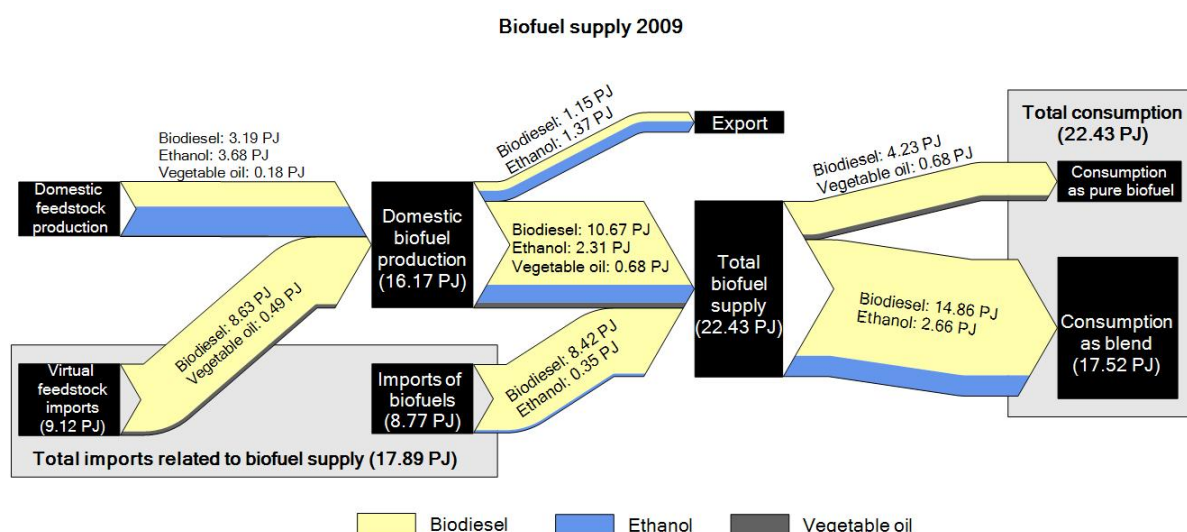 Biofuel supply 2009
Biodiesel: 3.19 PJ
Ethanol: 3.68 PJ
Vegetable oil: 0.18 PJ
Domestic
feedstock
production
Biodiesel: 8.63 PJ
Vegetable oil: 0.49 PJ
Virtual
feedstock
imports
(9.12 PJ)
Total imports related to biofuel supply (17.89 PJ)
Domestic
biofuel
production
(16.17 PJ)
Imports of
biofuels
(8.77 PJ)
Biodiesel: 1.15 PJ
Ethanol: 1.37 PJ
Export
Biodiesel: 10.67 PJ
Ethanol: 2.31 PJ
Vegetable oil: 0.68 PJ
Biodiesel: 8.42 PJ
Ethanol: 0.35 PJ
Total
biofuel
supply
(22.43 PJ)
Biodiesel: 4.23 PJ
Vegetable oil: 0.68 PJ
Biodiesel: 14.86 PJ
Ethanol: 2.66 PJ
Total consumption
(22.43 PJ)
Consumption
as pure biofuel
Consumption
as blend
(17.52 PJ)
Biodiesel
Ethanol
Vegetable oil